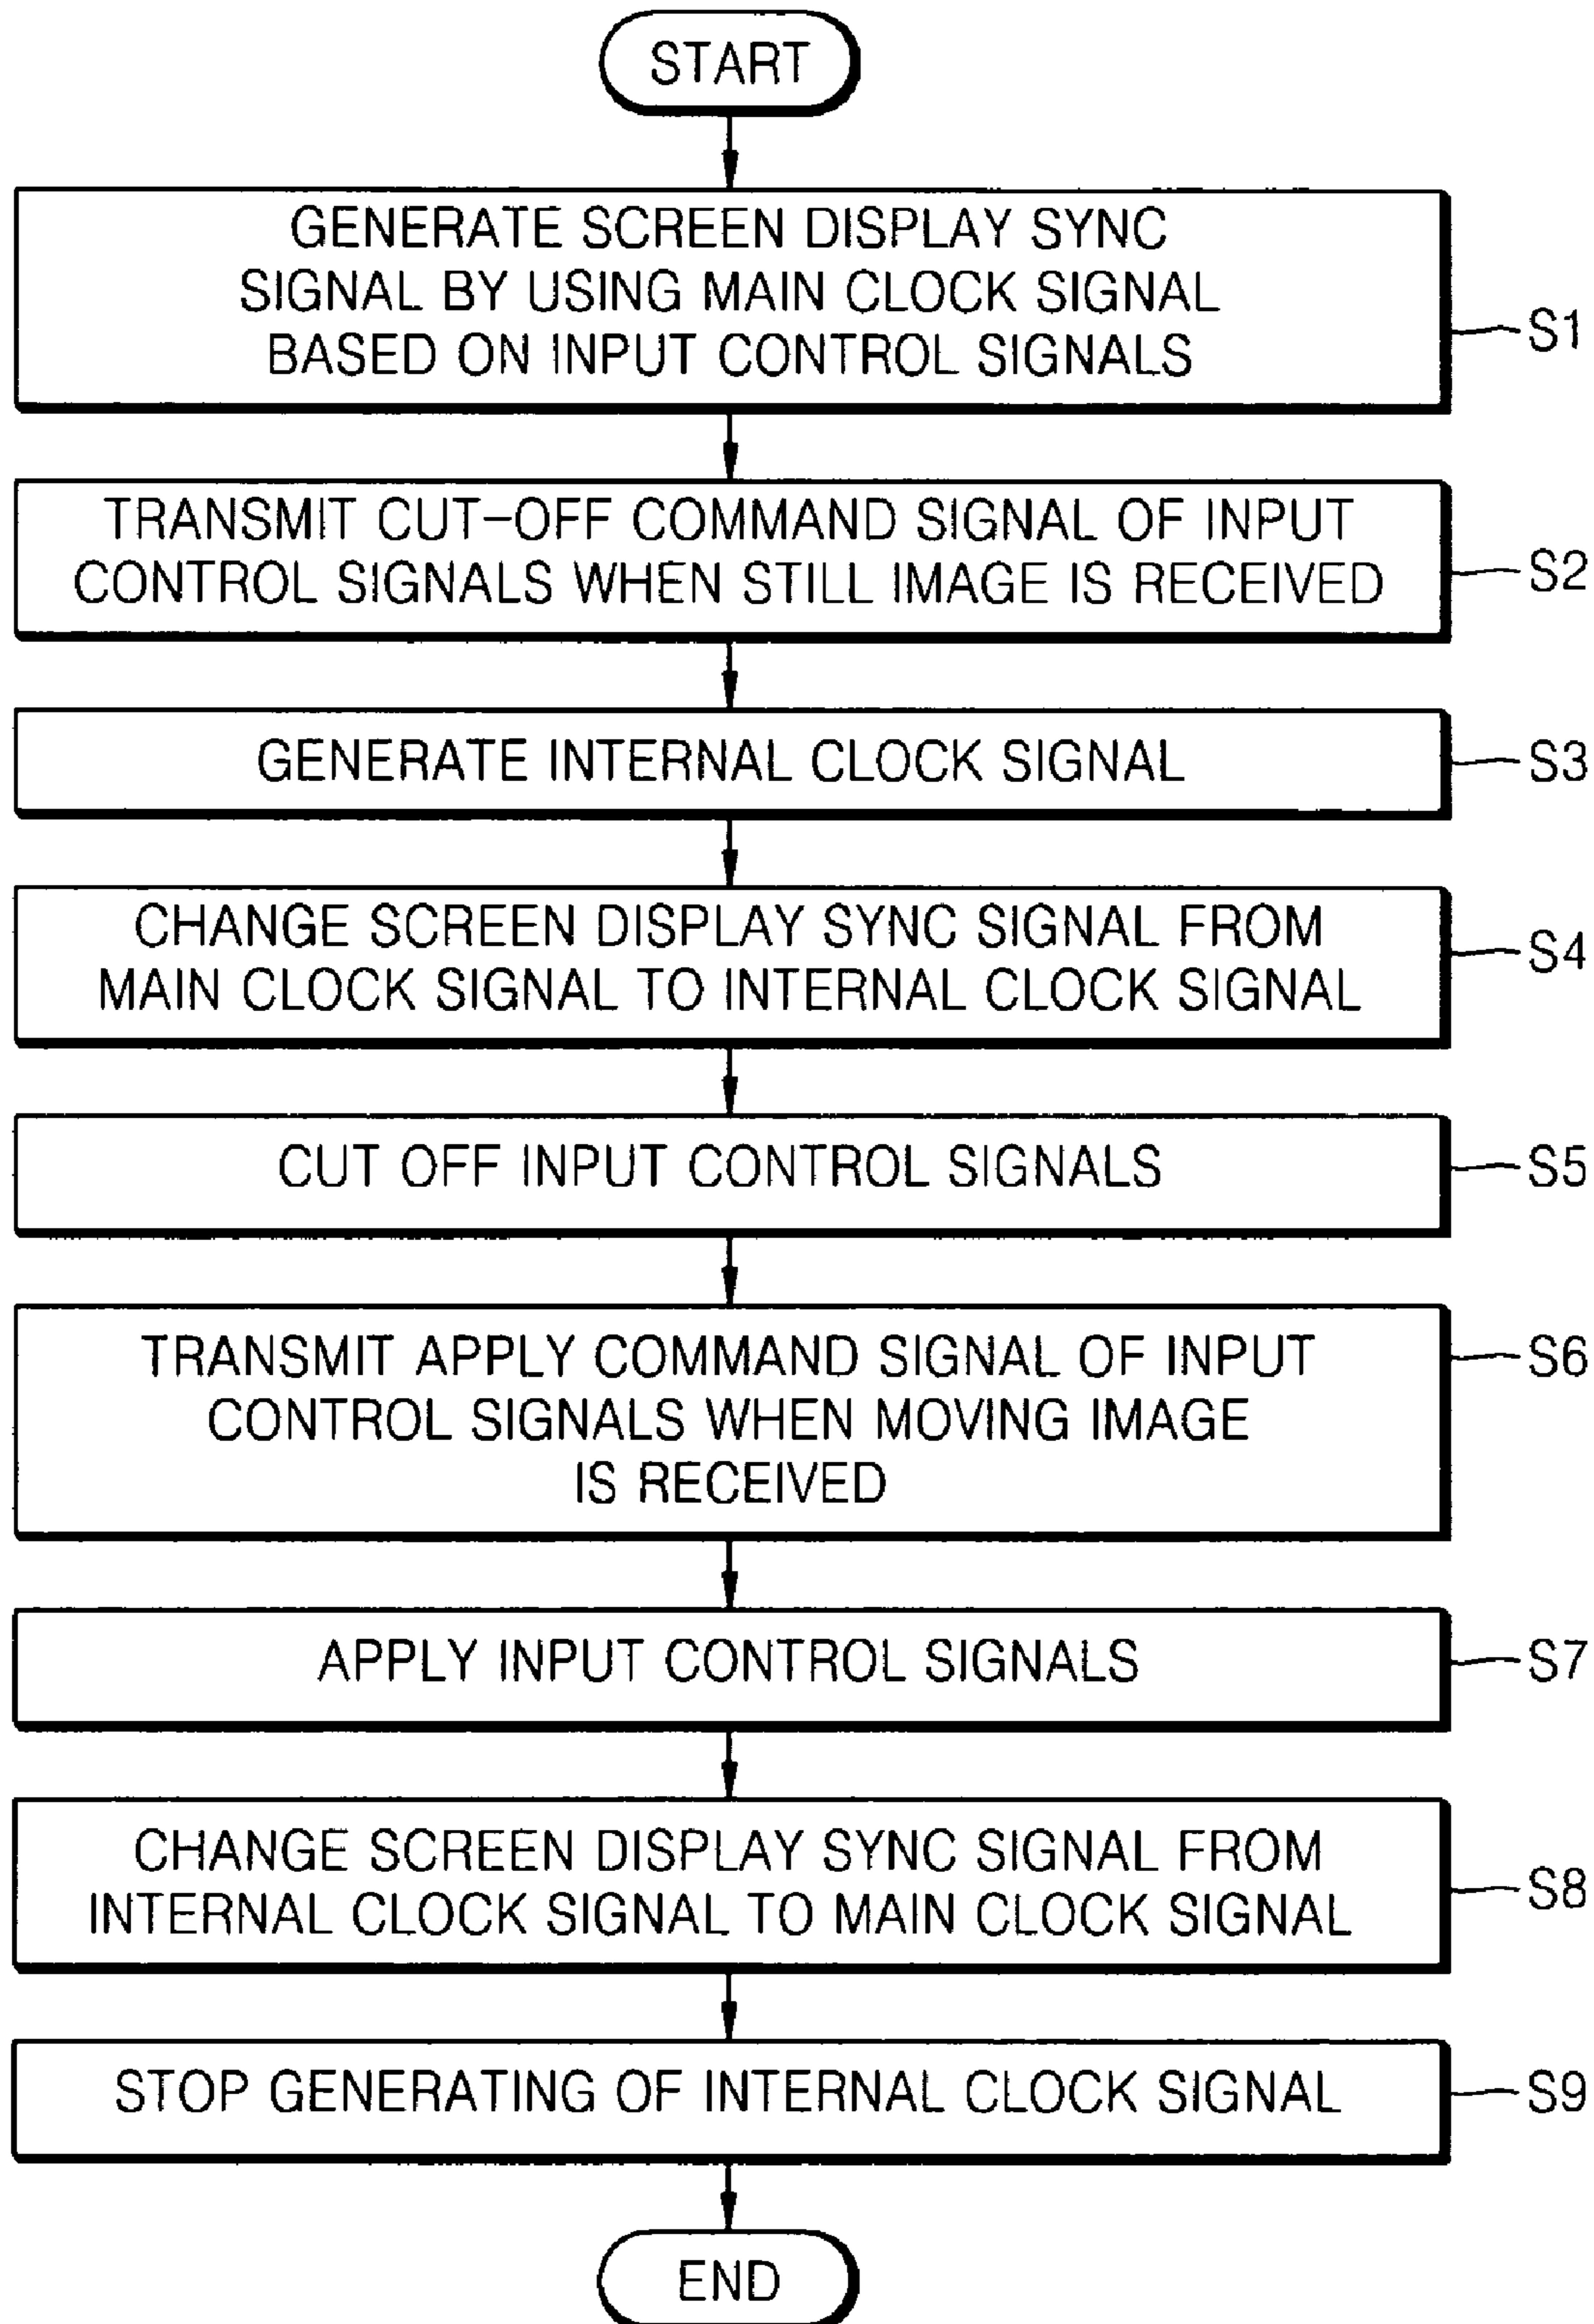 START
GENERATE SCREEN DISPLAY SYNC
SIGNAL BY USING MAIN CLOCK SIGNAL
BASED ON INPUT CONTROL SIGNALS
S1
TRANSMIT CUT-OFF COMMAND SIGNAL OF INPUT
CONTROL SIGNALS WHEN STILL IMAGE IS RECEIVED
S2
GENERATE INTERNAL CLOCK SIGNAL
S3
CHANGE SCREEN DISPLAY SYNC SIGNAL FROM
MAIN CLOCK SIGNAL TO INTERNAL CLOCK SIGNAL
S4
CUT OFF INPUT CONTROL SIGNALS
S5
TRANSMIT APPLY COMMAND SIGNAL OF INPUT
CONTROL SIGNALS WHEN MOVING IMAGE
IS RECEIVED
S6
APPLY INPUT CONTROL SIGNALS
S7
CHANGE SCREEN DISPLAY SYNC SIGNAL FROM
INTERNAL CLOCK SIGNAL TO MAIN CLOCK SIGNAL
S8
STOP GENERATING OF INTERNAL CLOCK SIGNAL
S9
END